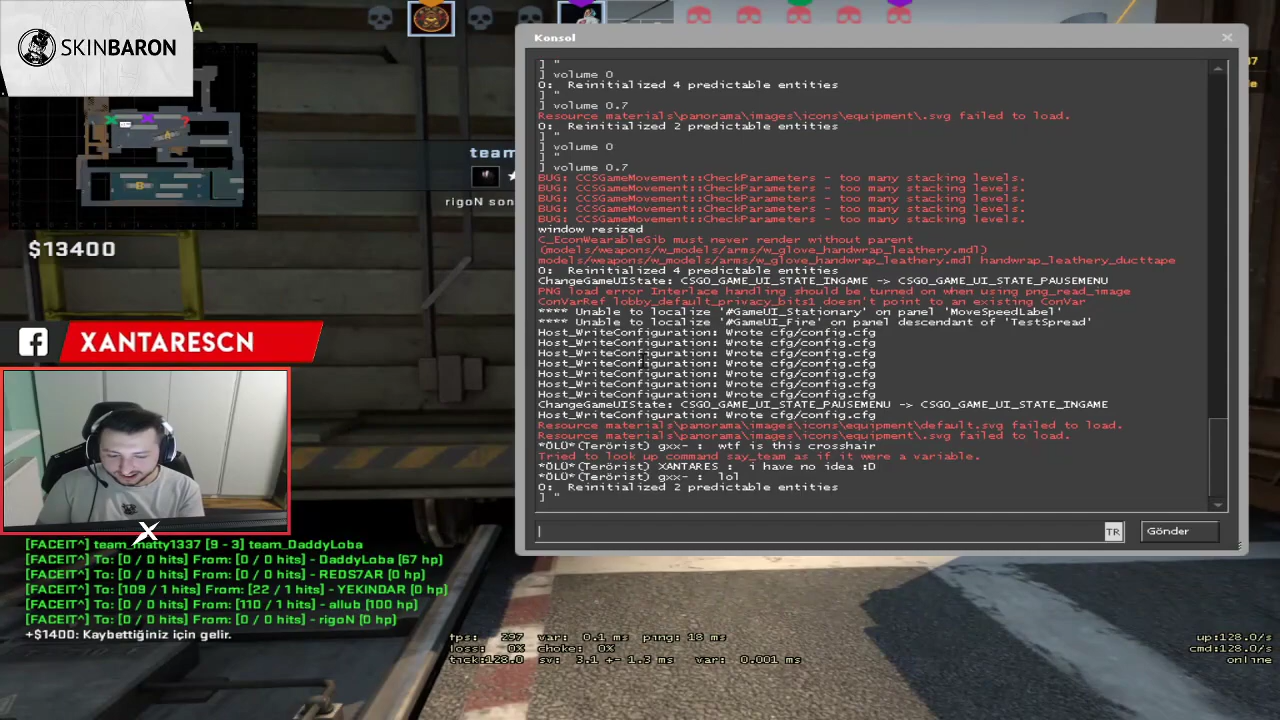 SKINBARON
A
A
B
?
$13400
XANTARESCN
team
rigoN son
Konsol
] "
] volume 0
0:  Reinitialized 4 predictable entities
] "
] volume 0.7
Resource materials\panorama\images\icons\equipment\.svg failed to load.
0:  Reinitialized 2 predictable entities
] "
] volume 0
] "
] volume 0.7
BUG: CCSGameMovement::CheckParameters - too many stacking levels.
BUG: CCSGameMovement::CheckParameters - too many stacking levels.
BUG: CCSGameMovement::CheckParameters - too many stacking levels.
BUG: CCSGameMovement::CheckParameters - too many stacking levels.
BUG: CCSGameMovement::CheckParameters - too many stacking levels.
window resized
C_EconWearableGib must never render without parent
(models/weapons/w_models/arms/w_glove_handwrap_leathery.mdl)
models/weapons/w_models/arms/w_glove_handwrap_leathery.mdl handwrap_leathery_ducttape
0:  Reinitialized 4 predictable entities
ChangeGameUIState: CSGO_GAME_UI_STATE_INGAME -> CSGO_GAME_UI_STATE_PAUSEMENU
PNG load error Interlace handling should be turned on when using png_read_image
ConVarRef lobby_default_privacy_bits1 doesn't point to an existing ConVar
**** Unable to localize '#GameUI_Stationary' on panel 'MoveSpeedLabel'
**** Unable to localize '#GameUI_Fire' on panel descendant of 'TestSpread'
Host_WriteConfiguration: Wrote cfg/config.cfg
Host_WriteConfiguration: Wrote cfg/config.cfg
Host_WriteConfiguration: Wrote cfg/config.cfg
Host_WriteConfiguration: Wrote cfg/config.cfg
Host_WriteConfiguration: Wrote cfg/config.cfg
Host_WriteConfiguration: Wrote cfg/config.cfg
Host_WriteConfiguration: Wrote cfg/config.cfg
ChangeGameUIState: CSGO_GAME_UI_STATE_PAUSEMENU -> CSGO_GAME_UI_STATE_INGAME
Host_WriteConfiguration: Wrote cfg/config.cfg
Resource materials\panorama\images\icons\equipment\default.svg failed to load.
Resource materials\panorama\images\icons\equipment\.svg failed to load.
*ÖLÜ*(Terörist) gxx- :  wtf is this crosshair
Tried to look up command say_team as if it were a variable.
*ÖLÜ*(Terörist) XANTARES :  i have no idea :D
*ÖLÜ*(Terörist) gxx- :  lol
0:  Reinitialized 2 predictable entities
] "
TR
Gönder
[FACEIT^] team_matty1337 [9 - 3] team_DaddyLoba
[FACEIT^] To: [0 / 0 hits] From: [0 / 0 hits] - DaddyLoba (67 hp)
[FACEIT^] To: [0 / 0 hits] From: [0 / 0 hits] - REDS7AR (0 hp)
[FACEIT^] To: [109 / 1 hits] From: [22 / 1 hits] - YEKINDAR (0 hp)
[FACEIT^] To: [0 / 0 hits] From: [110 / 1 hits] - allub (100 hp)
[FACEIT^] To: [0 / 0 hits] From: [0 / 0 hits] - rigoN (0 hp)
+$1400: Kaybettiğiniz için gelir.
fps:   297  var:  0.1 ms  ping: 18 ms
loss:   0%  choke:  0%
tick:128.0  sv:  3.1 +- 1.3 ms   var:  0.001 ms
up:128.0/s
cmd:128.0/s
online